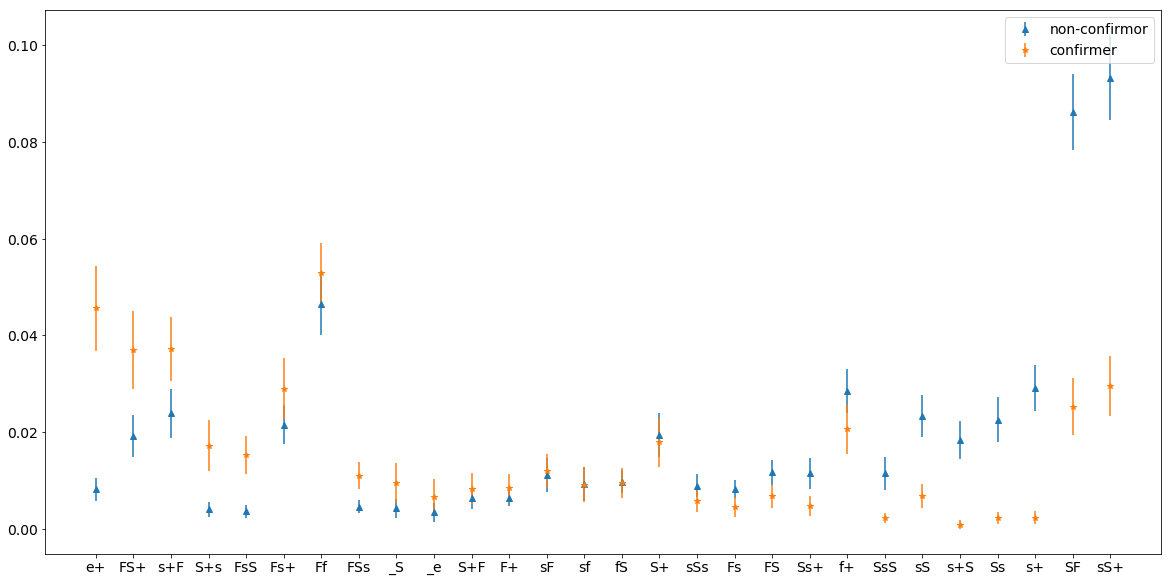 non-confirmor
confirmer
0.10
0.08
0.06
0.04
0.02
0.00
e+ FS+ s+F S+s FsS Fs+ Ff FSs _S _e S+F F+ sF sf fS S+ sSs Fs FS Ss+ f+ SsS sS s+S Ss s+ SF sS+